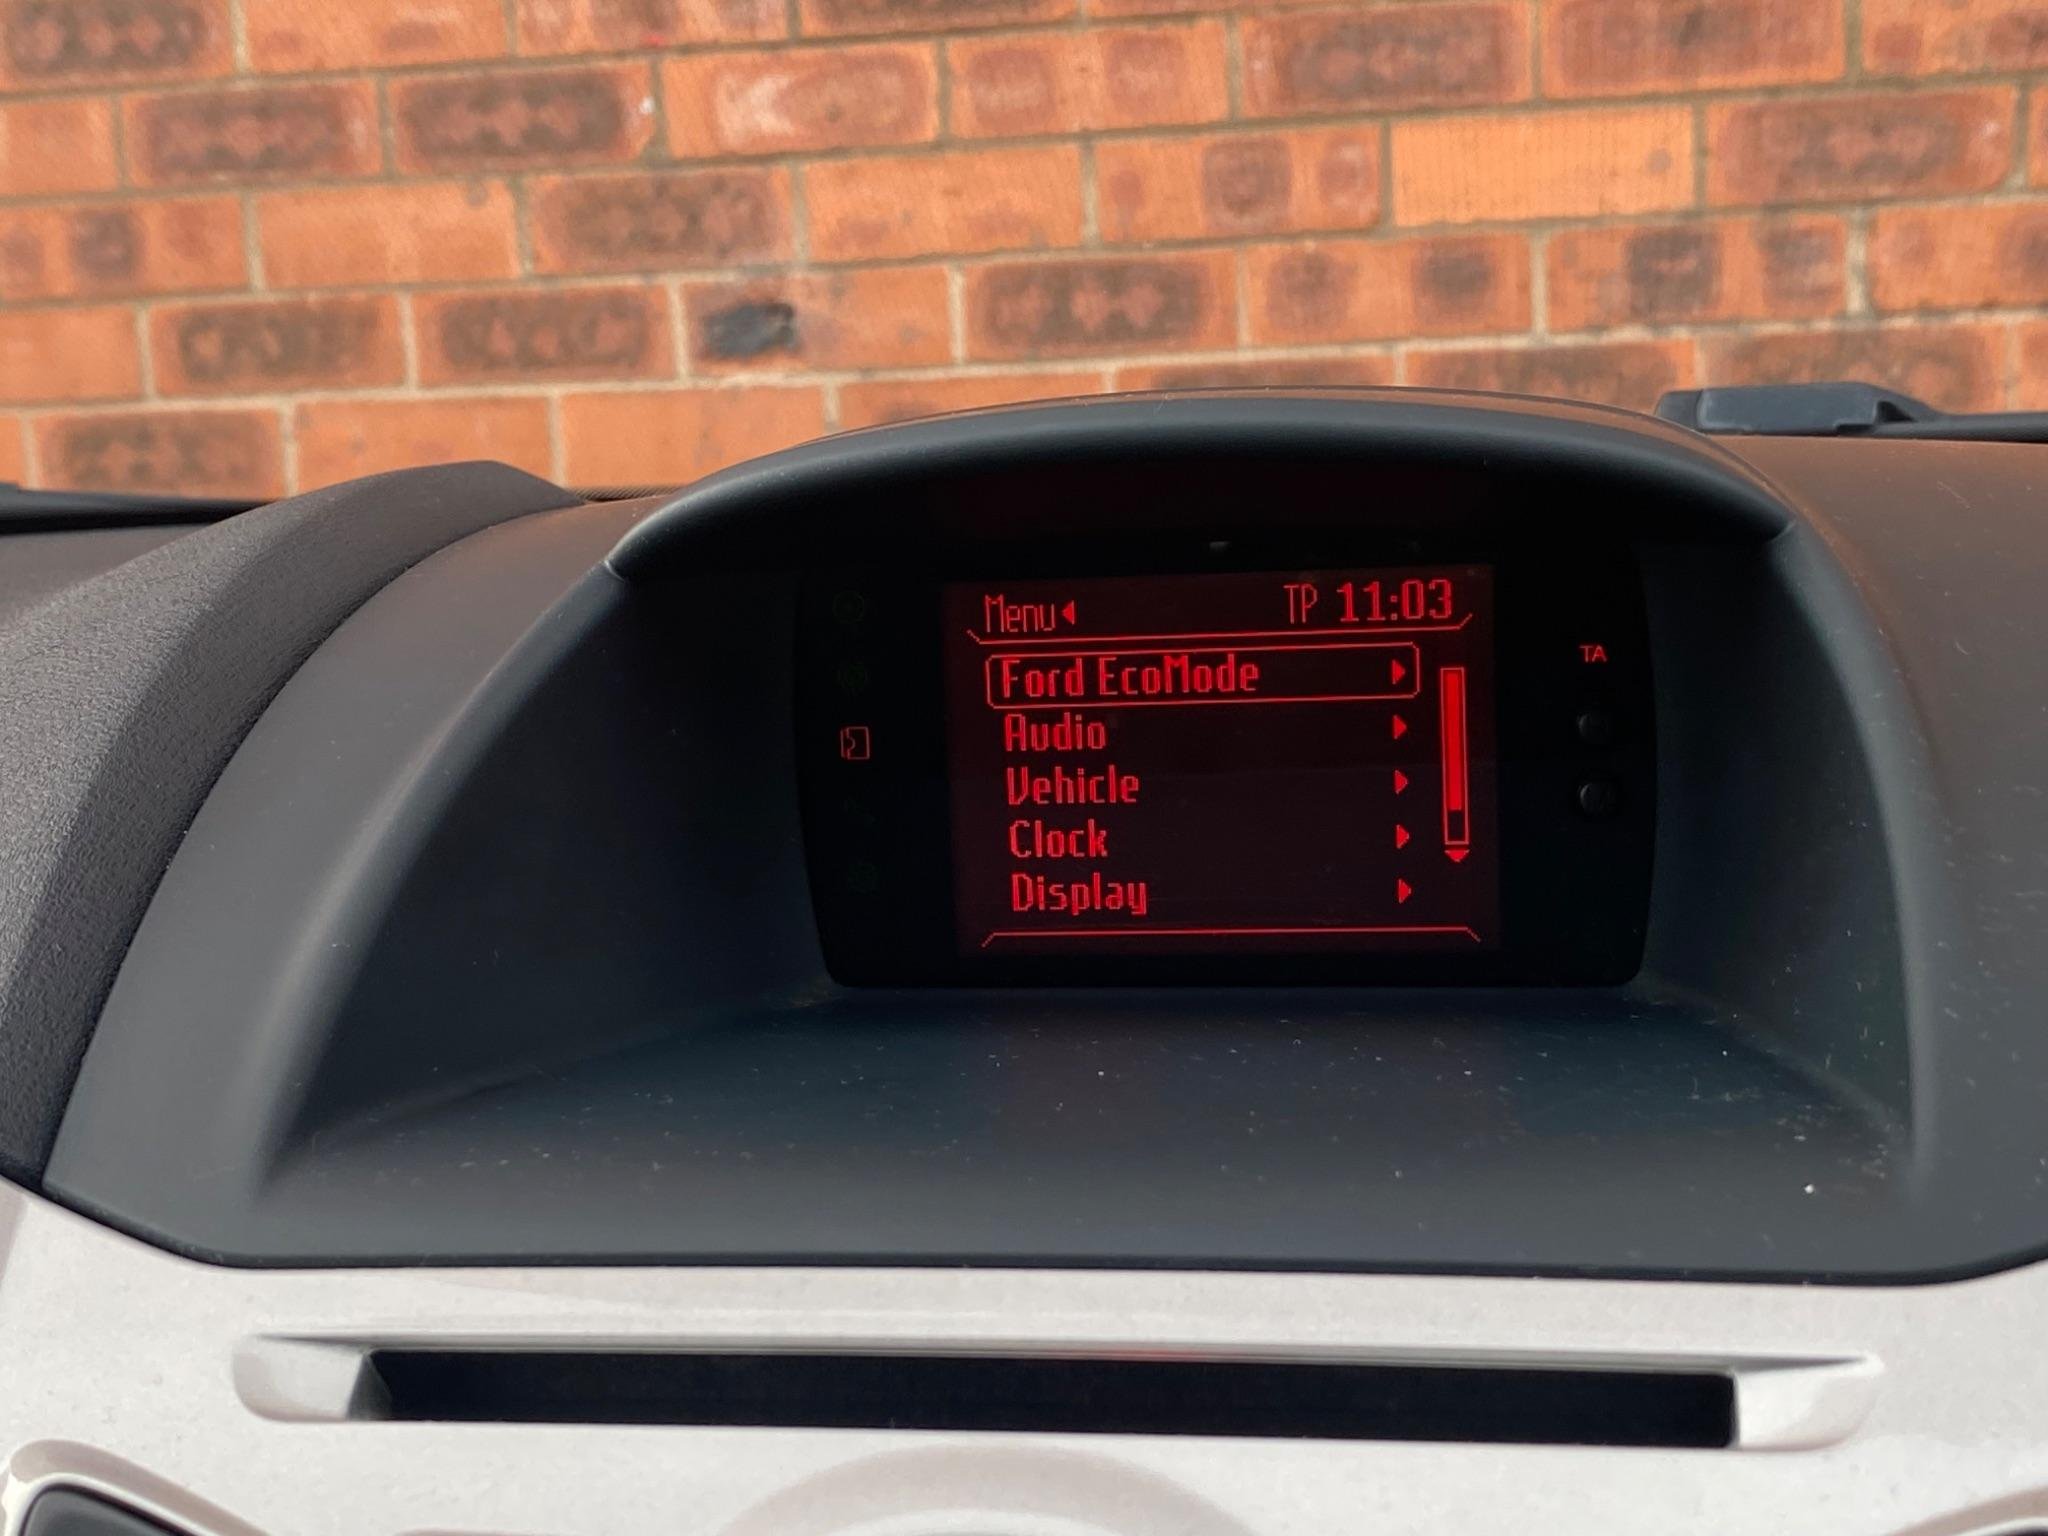 Menu TP 11:03
Ford EcoMode
TA
Audio
Vehicle
Clock
Display